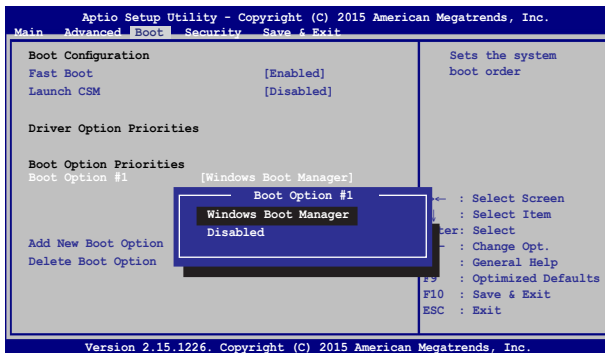 Aptio Setup Utility - Copyright (C) 2015 American Megatrends, Inc.
Main Advanced Boot Security Save & Exit
Boot Configuration
Fast Boot [Enabled]
Launch CSM [Disabled]
Driver Option Priorities
Boot Option Priorities
Boot Option #1 [Windows Boot Manager]
Add New Boot Option
Delete Boot Option
Boot Option #1
Windows Boot Manager
Disabled
Sets the system
boot order
→← : Select Screen
: Select Item
ter: Select
: Change Opt.
: General Help
F9 : Optimized Defaults
F10 : Save & Exit
ESC : Exit
Version 2.15.1226. Copyright (C) 2015 American Megatrends, Inc.